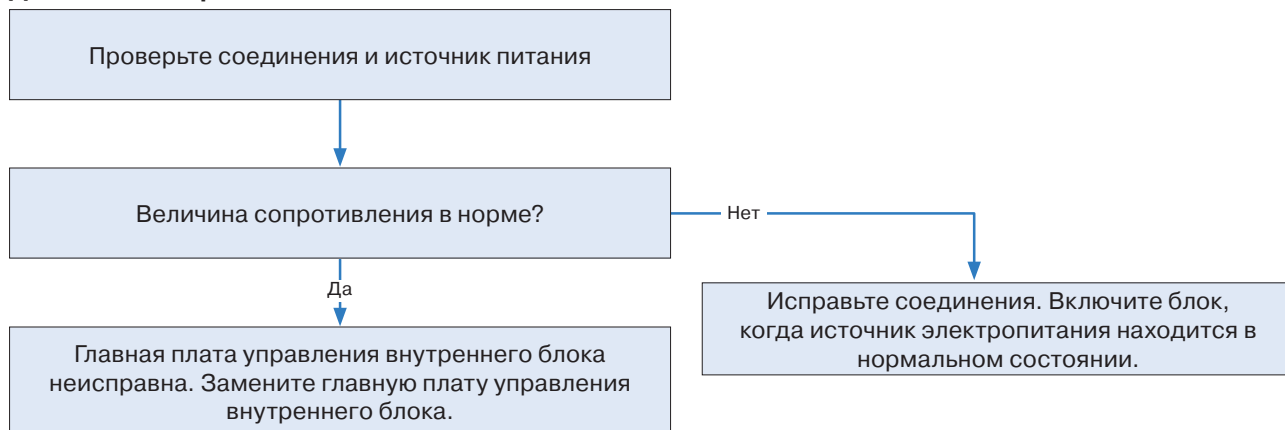 Проверьте соединения и источник питания
Величина сопротивления в норме?
Нет
Да
Исправьте соединения. Включите блок,
когда источник электропитания находится в
нормальном состоянии.
Главная плата управления внутреннего блока
неисправна. Замените главную плату управления
внутреннего блока.